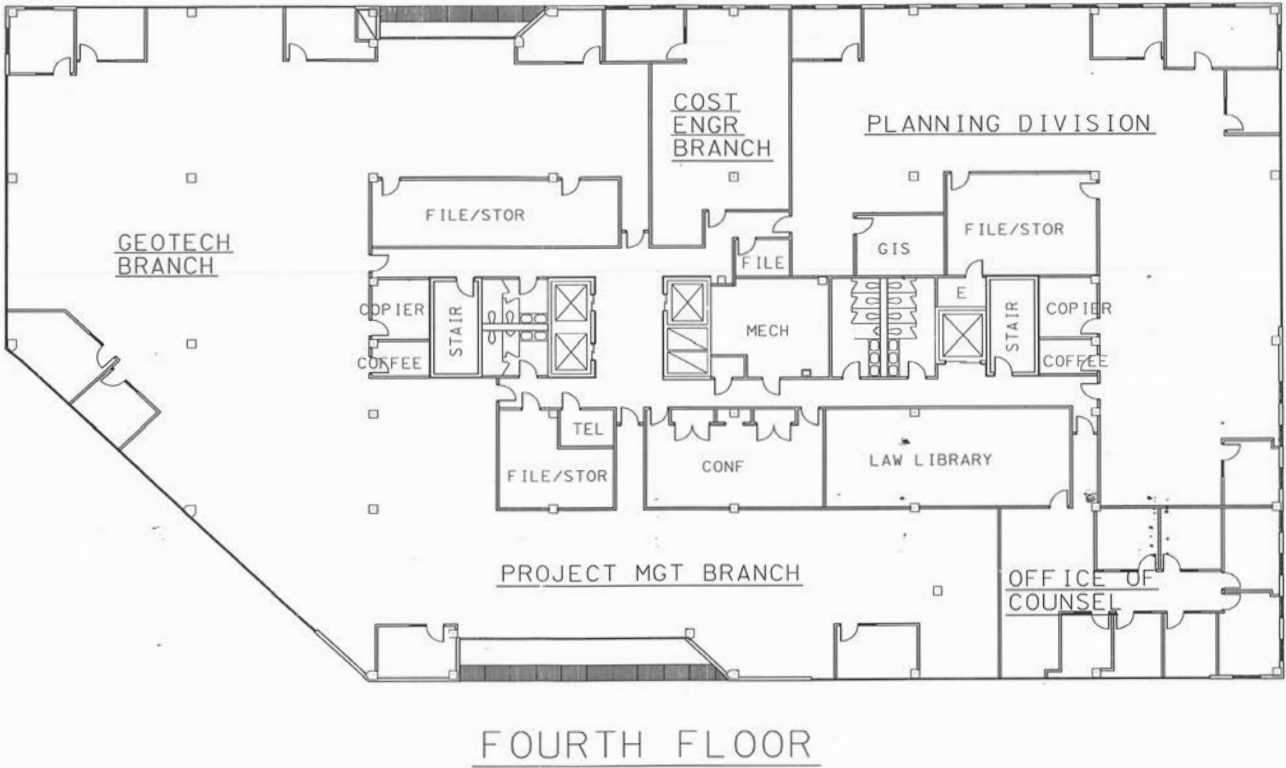 COST
ENGR
BRANCH
PLANNING DIVISION
FILE/STOR
GEOTECH
BRANCH
FILE/STOR
GIS
FILE
COPIER
STAIR
MECH
E
STAIR
COPIER
COFFEE
COFFEE
TEL
FILE/STOR
CONF
LAW LIBRARY
PROJECT MGT BRANCH
OFFICE OF
COUNSEL
FOURTH FLOOR